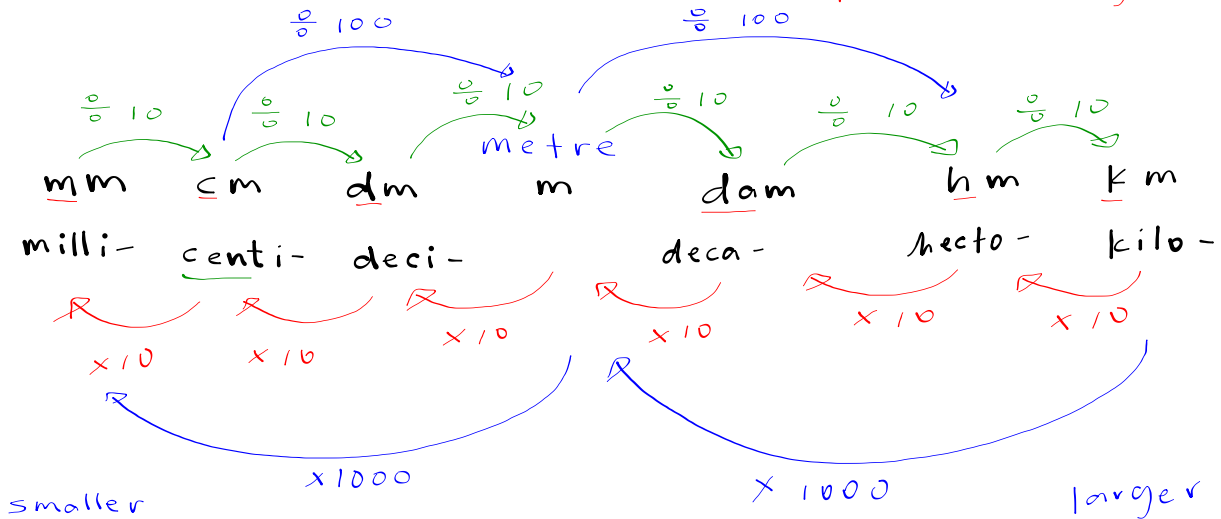 ÷ 100 ÷ 100
÷ 10 ÷ 10 ÷ 10 ÷ 10 ÷ 10 ÷ 10
metre
mm cm dm m dam hm km
milli- centi- deci- deca- hecto- kilo-
×10 ×10 ×10 ×10 ×10 ×10
×1000 ×1000
smaller larger